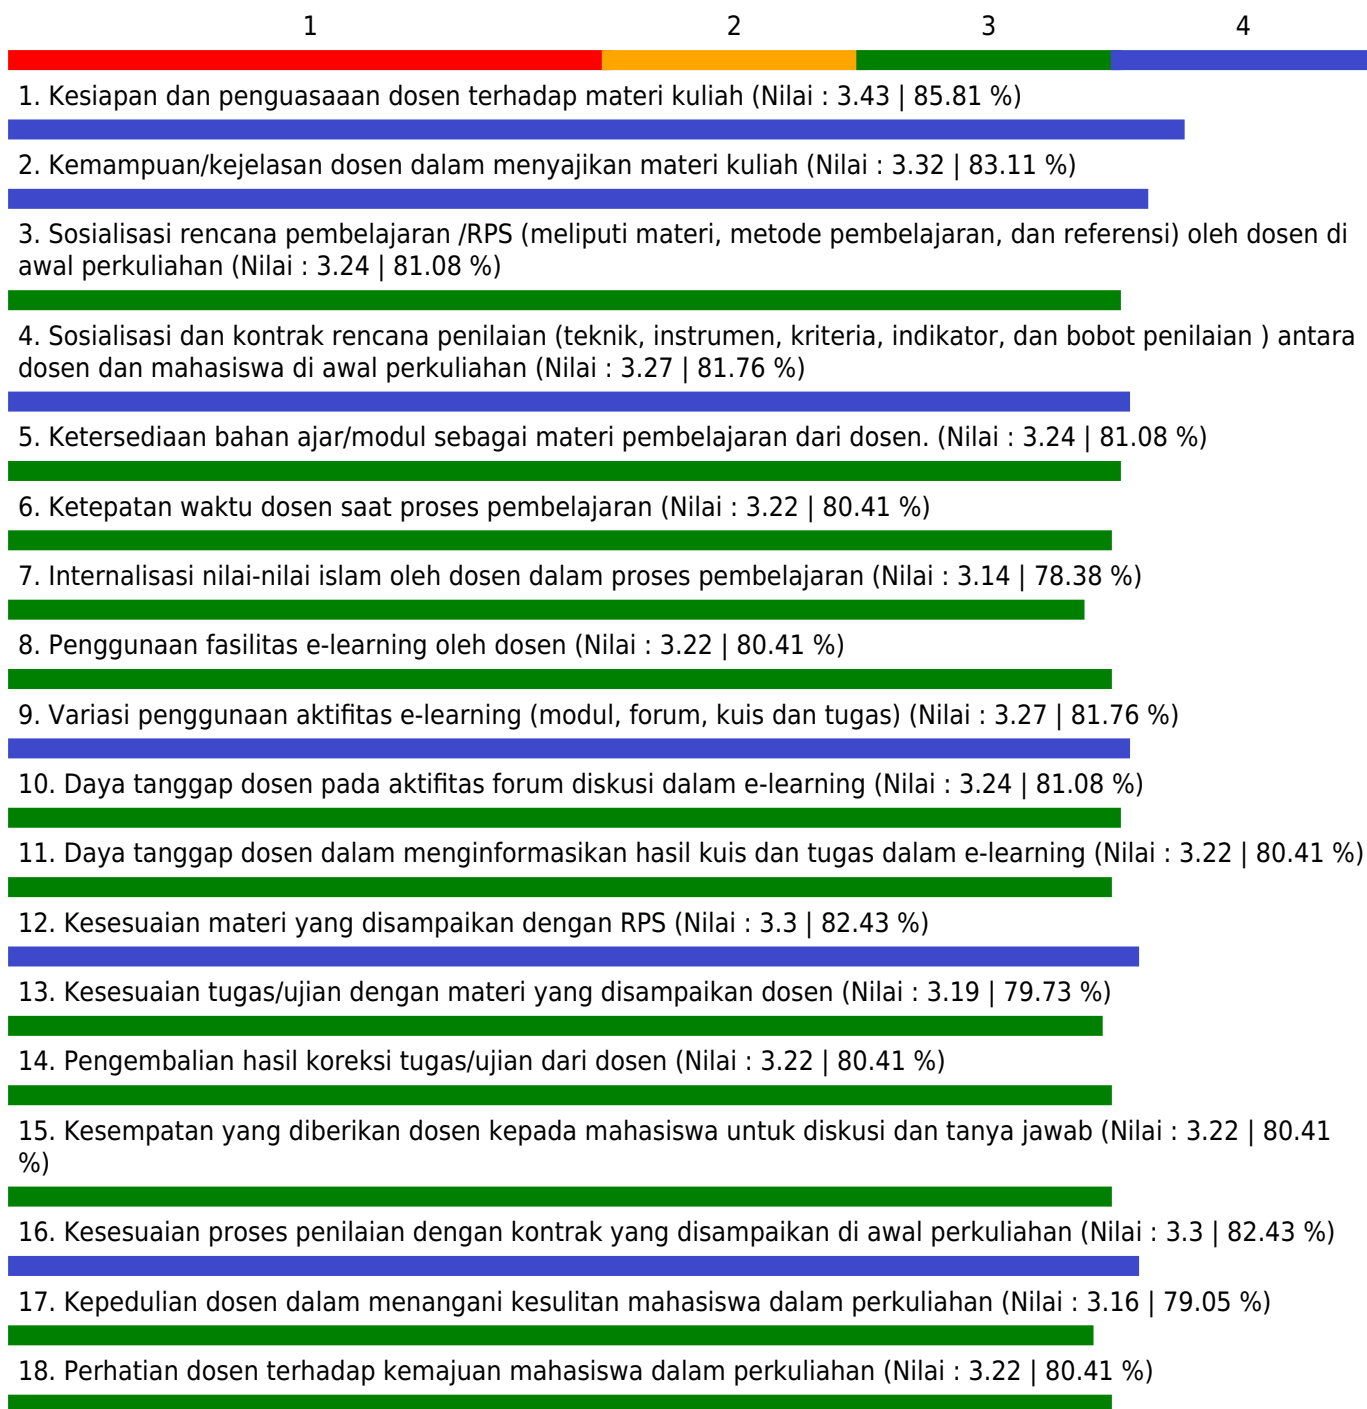 1 2 3 4
1. Kesiapan dan penguasaaan dosen terhadap materi kuliah (Nilai : 3.43 | 85.81 %)
2. Kemampuan/kejelasan dosen dalam menyajikan materi kuliah (Nilai : 3.32 | 83.11 %)
3. Sosialisasi rencana pembelajaran /RPS (meliputi materi, metode pembelajaran, dan referensi) oleh dosen di
awal perkuliahan (Nilai : 3.24 | 81.08 %)
4. Sosialisasi dan kontrak rencana penilaian (teknik, instrumen, kriteria, indikator, dan bobot penilaian ) antara
dosen dan mahasiswa di awal perkuliahan (Nilai : 3.27 | 81.76 %)
5. Ketersediaan bahan ajar/modul sebagai materi pembelajaran dari dosen. (Nilai : 3.24 | 81.08 %)
6. Ketepatan waktu dosen saat proses pembelajaran (Nilai : 3.22 | 80.41 %)
7. Internalisasi nilai-nilai islam oleh dosen dalam proses pembelajaran (Nilai : 3.14 | 78.38 %)
8. Penggunaan fasilitas e-learning oleh dosen (Nilai : 3.22 | 80.41 %)
9. Variasi penggunaan aktifitas e-learning (modul, forum, kuis dan tugas) (Nilai : 3.27 | 81.76 %)
10. Daya tanggap dosen pada aktifitas forum diskusi dalam e-learning (Nilai : 3.24 | 81.08 %)
11. Daya tanggap dosen dalam menginformasikan hasil kuis dan tugas dalam e-learning (Nilai : 3.22 | 80.41 %)
12. Kesesuaian materi yang disampaikan dengan RPS (Nilai : 3.3 | 82.43 %)
13. Kesesuaian tugas/ujian dengan materi yang disampaikan dosen (Nilai : 3.19 | 79.73 %)
14. Pengembalian hasil koreksi tugas/ujian dari dosen (Nilai : 3.22 | 80.41 %)
15. Kesempatan yang diberikan dosen kepada mahasiswa untuk diskusi dan tanya jawab (Nilai : 3.22 | 80.41
%)
16. Kesesuaian proses penilaian dengan kontrak yang disampaikan di awal perkuliahan (Nilai : 3.3 | 82.43 %)
17. Kepedulian dosen dalam menangani kesulitan mahasiswa dalam perkuliahan (Nilai : 3.16 | 79.05 %)
18. Perhatian dosen terhadap kemajuan mahasiswa dalam perkuliahan (Nilai : 3.22 | 80.41 %)